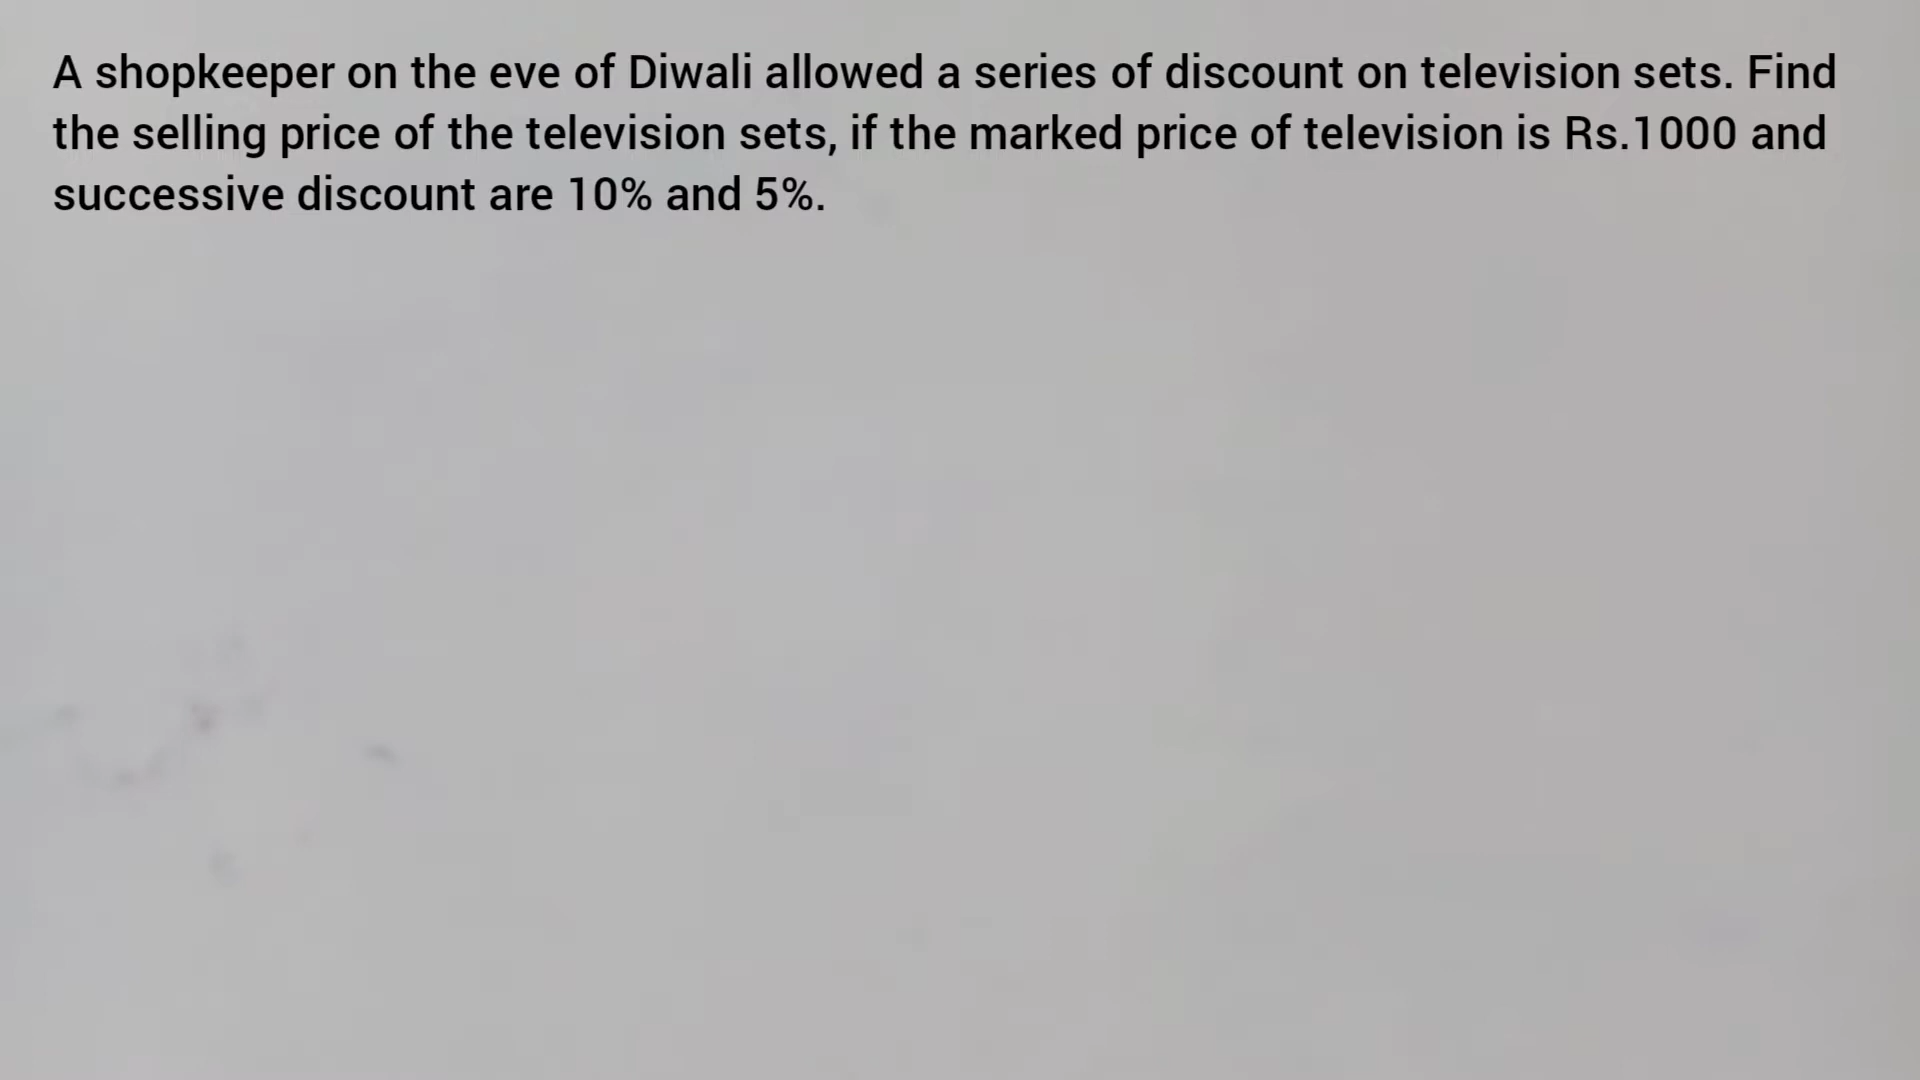 A shopkeeper on the eve of Diwali allowed a series of discount on television sets. Find
the selling price of the television sets, if the marked price of television is Rs.1000 and
successive discount are 10% and 5%.